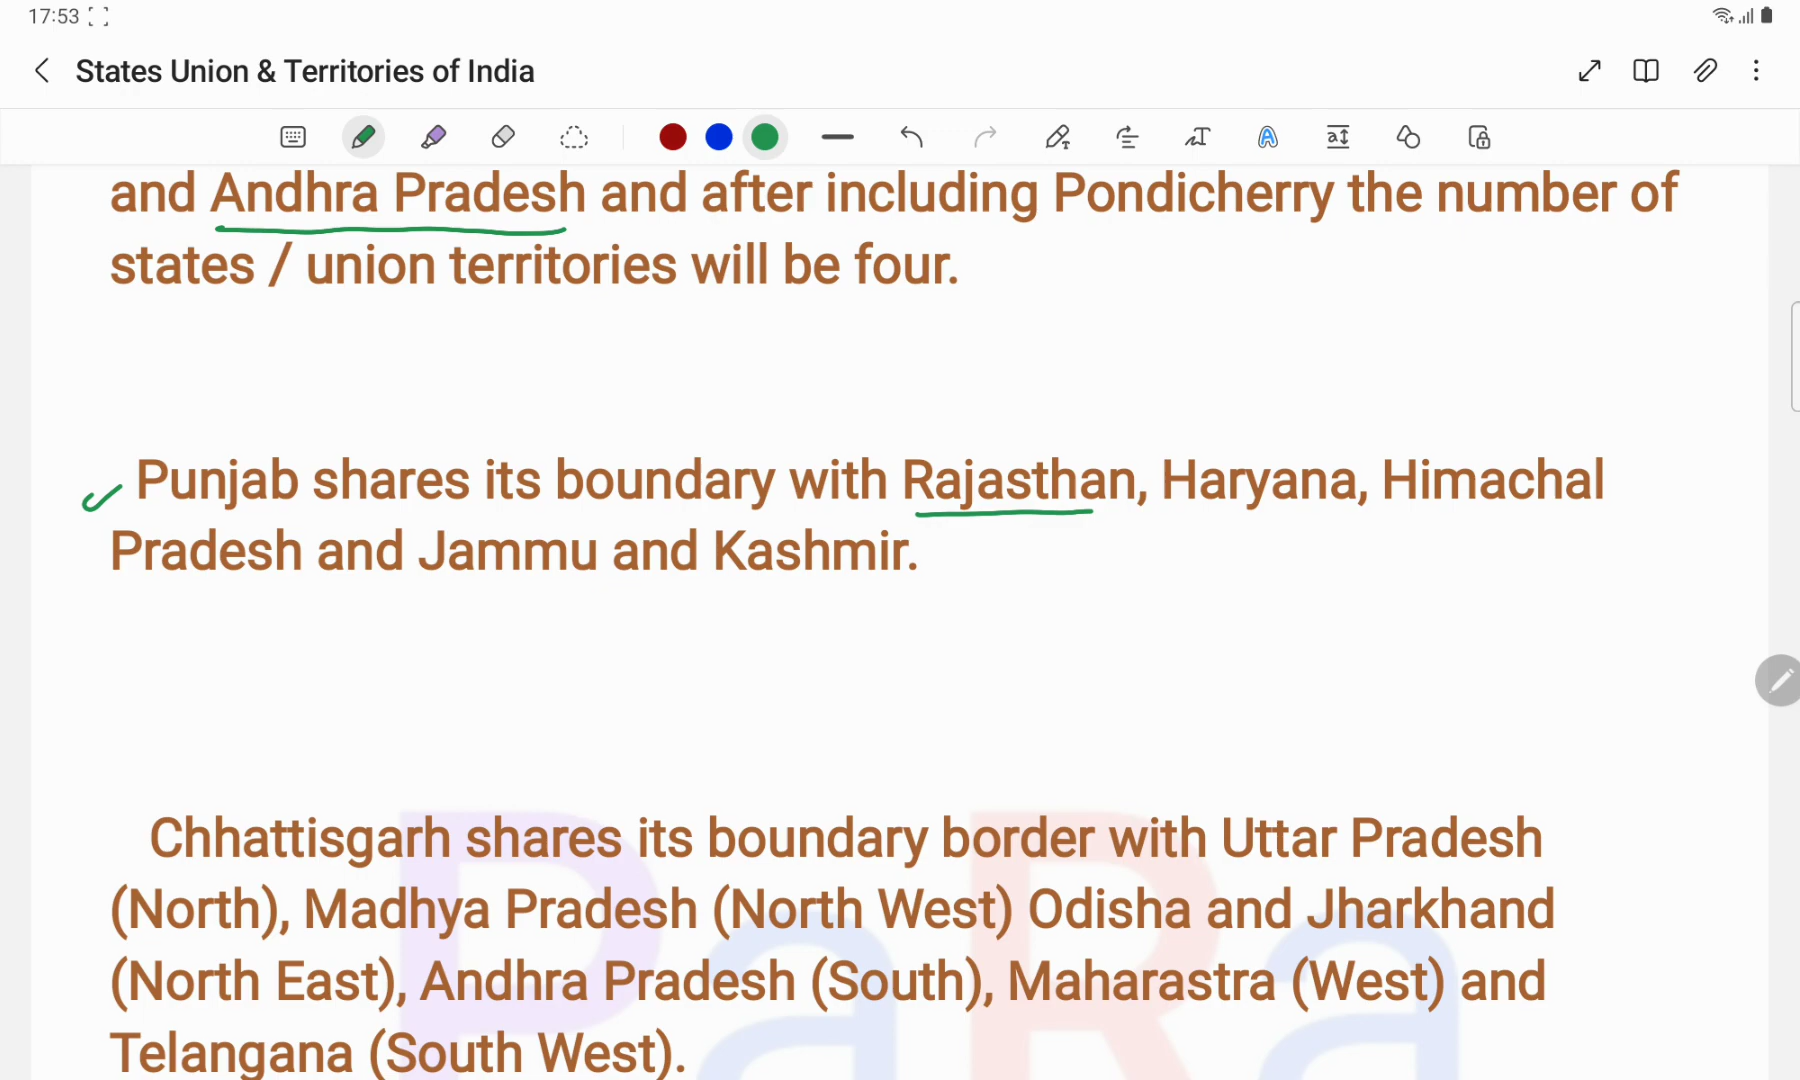 17:53
States Union & Territories of India
and Andhra Pradesh and after including Pondicherry the number of
states / union territories will be four.
Punjab shares its boundary with Rajasthan, Haryana, Himachal
Pradesh and Jammu and Kashmir.
Chhattisgarh shares its boundary border with Uttar Pradesh
(North), Madhya Pradesh (North West) Odisha and Jharkhand
(North East), Andhra Pradesh (South), Maharastra (West) and
Telangana (South West).
PaRa